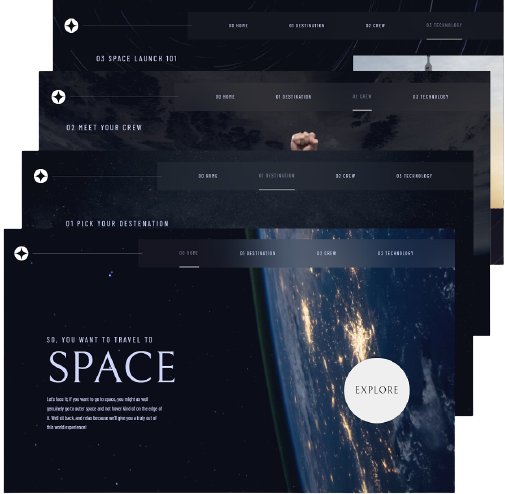 00 HOME 01 DESTINATION 02 CREW 03 TECHNOLOGY
03 SPACE LAUNCH 101
00 HOME 01 DESTINATION 02 CREW 03 TECHNOLOGY
02 MEET YOUR CREW
00 HOME 01 DESTINATION 02 CREW 03 TECHNOLOGY
01 PICK YOUR DESTENATION
00 HOME 01 DESTINATION 02 CREW 03 TECHNOLOGY
SO, YOU WANT TO TRAVEL TO
SPACE
Let's face it; if you want to go to space, you might as well
genuinely go to outer space and not hover kind of on the edge of
it. Well sit back, and relax because we'll give you a truly out of
this world experience!
EXPLORE